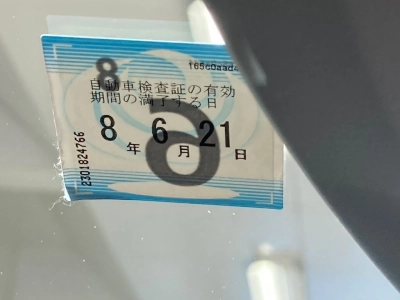 8
自動車検査証の有効
期間の満了する日
8年6月21日
6
2301824766